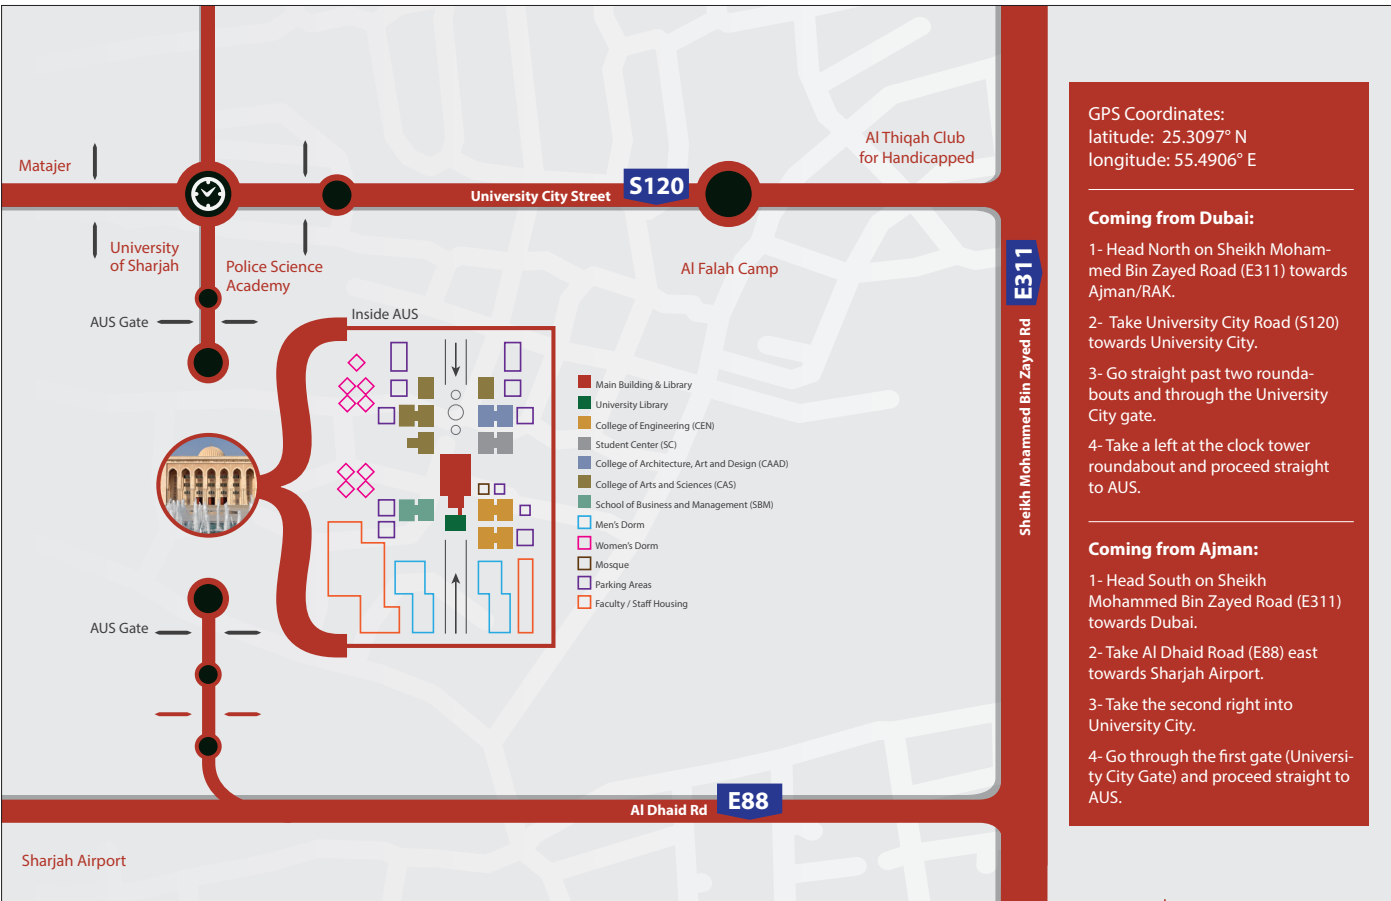 Al Thiqah Club
for Handicapped
Matajer
S120
University City Street
University
of Sharjah
Police Science
Academy
Al Falah Camp
E311
Sheikh Mohammed Bin Zayed Rd
AUS Gate
Inside AUS
Main Building & Library
University Library
College of Engineering (CEN)
Student Center (SC)
College of Architecture, Art and Design (CAAD)
College of Arts and Sciences (CAS)
School of Business and Management (SBM)
Men's Dorm
Women's Dorm
Mosque
Parking Areas
Faculty / Staff Housing
AUS Gate
Al Dhaid Rd
E88
Sharjah Airport
GPS Coordinates:
latitude: 25.3097° N
longitude: 55.4906° E
Coming from Dubai:
1- Head North on Sheikh Moham-
med Bin Zayed Road (E311) towards
Ajman/RAK.
2- Take University City Road (S120)
towards University City.
3- Go straight past two rounda-
bouts and through the University
City gate.
4- Take a left at the clock tower
roundabout and proceed straight
to AUS.
Coming from Ajman:
1- Head South on Sheikh
Mohammed Bin Zayed Road (E311)
towards Dubai.
2- Take Al Dhaid Road (E88) east
towards Sharjah Airport.
3- Take the second right into
University City.
4- Go through the first gate (Universi-
ty City Gate) and proceed straight to
AUS.